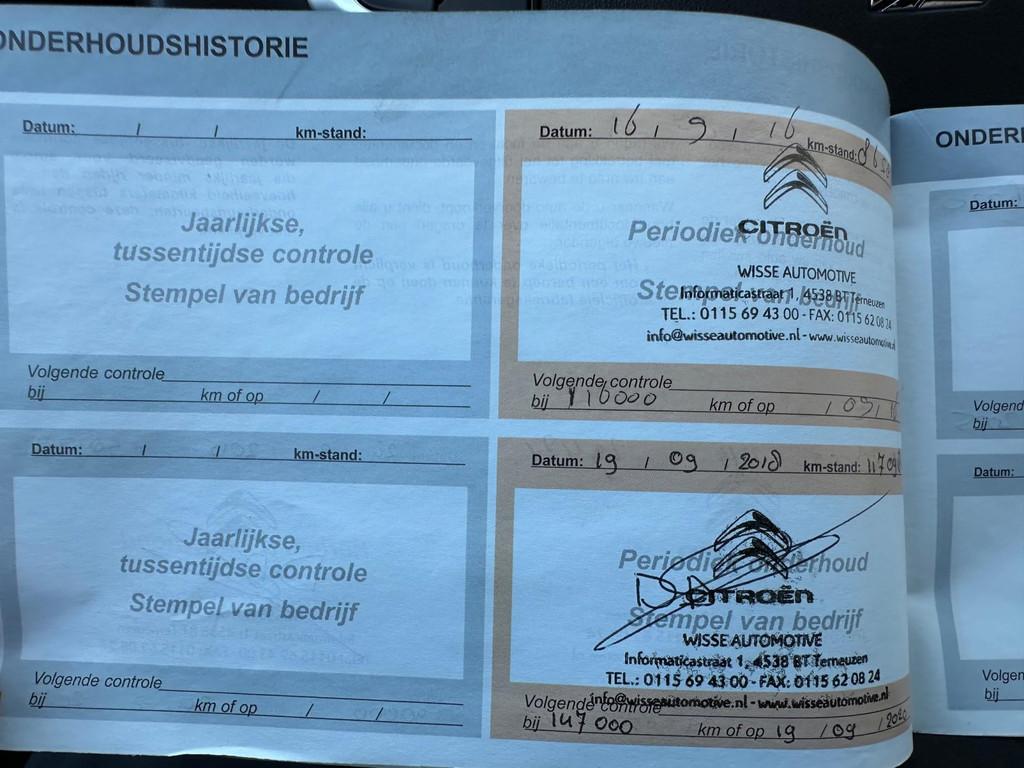 ONDERHOUDSHISTORIE
Datum: / / km-stand:
Jaarlijkse,
tussentijdse controle
Stempel van bedrijf
Volgende controle
bij km of op / /
Datum: 16 / 9 / 16 km-stand:
CITROËN
Periodiek onderhoud
WISSE AUTOMOTIVE
Stempel van bedrijf
Informaticastraat 1, 4538 BT Terneuzen
TEL.: 0115 69 43 00 - FAX: 0115 62 08 24
info@wisseautomotive.nl - www.wisseautomotive.nl
Volgende controle
bij 116000 km of op / 09 /
Datum: / / km-stand:
Jaarlijkse,
tussentijdse controle
Stempel van bedrijf
Volgende controle
bij km of op / /
Datum: 19 / 09 / 2018 km-stand:
Periodiek onderhoud
CITROËN
Stempel van bedrijf
WISSE AUTOMOTIVE
Informaticastraat 1, 4538 BT Terneuzen
TEL.: 0115 69 43 00 - FAX: 0115 62 08 24
info@wisseautomotive.nl - www.wisseautomotive.nl
Volgende controle
bij 147000 km of op 19 / 09 / 2020
Datum:
bij
Datum:
bij